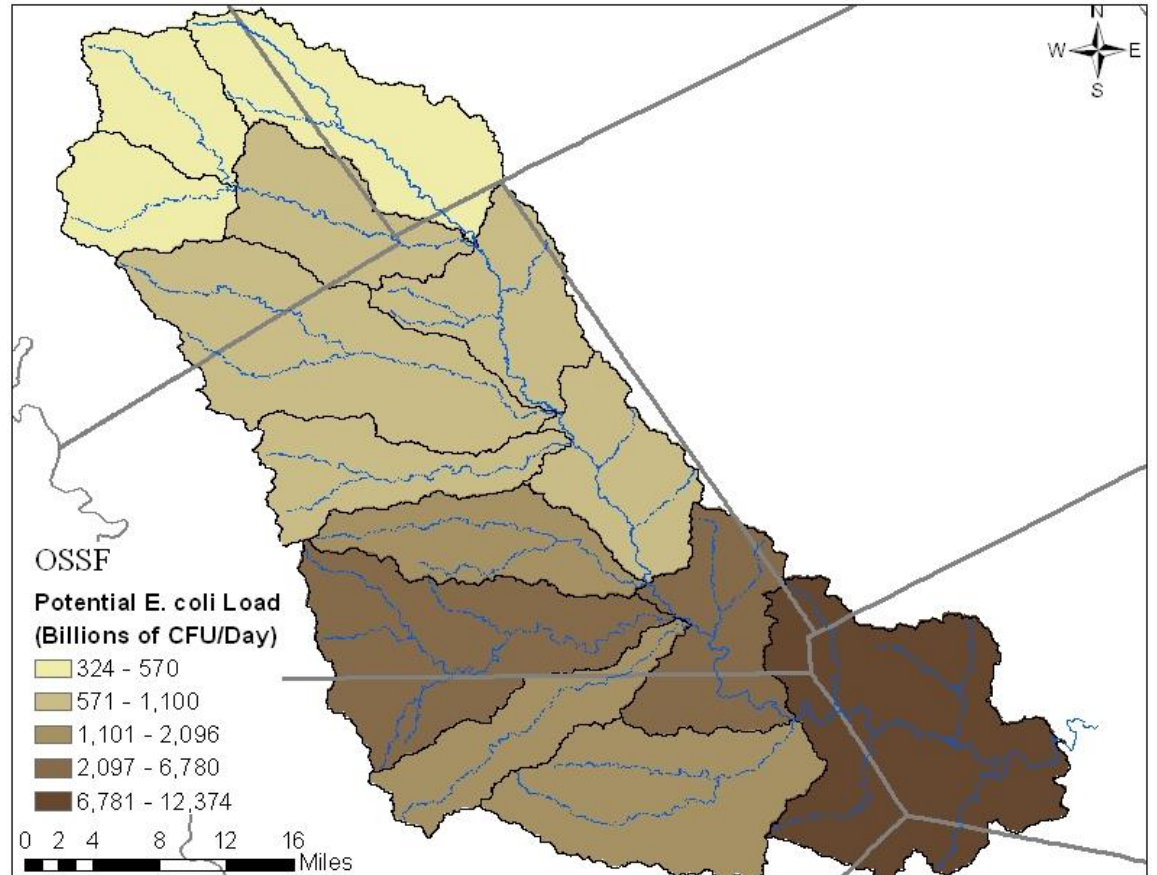 N
W E
S
OSSF
Potential E. coli Load
(Billions of CFU/Day)
324 - 570
571 - 1,100
1,101 - 2,096
2,097 - 6,780
6,781 - 12,374
0 2 4 8 12 16
Miles